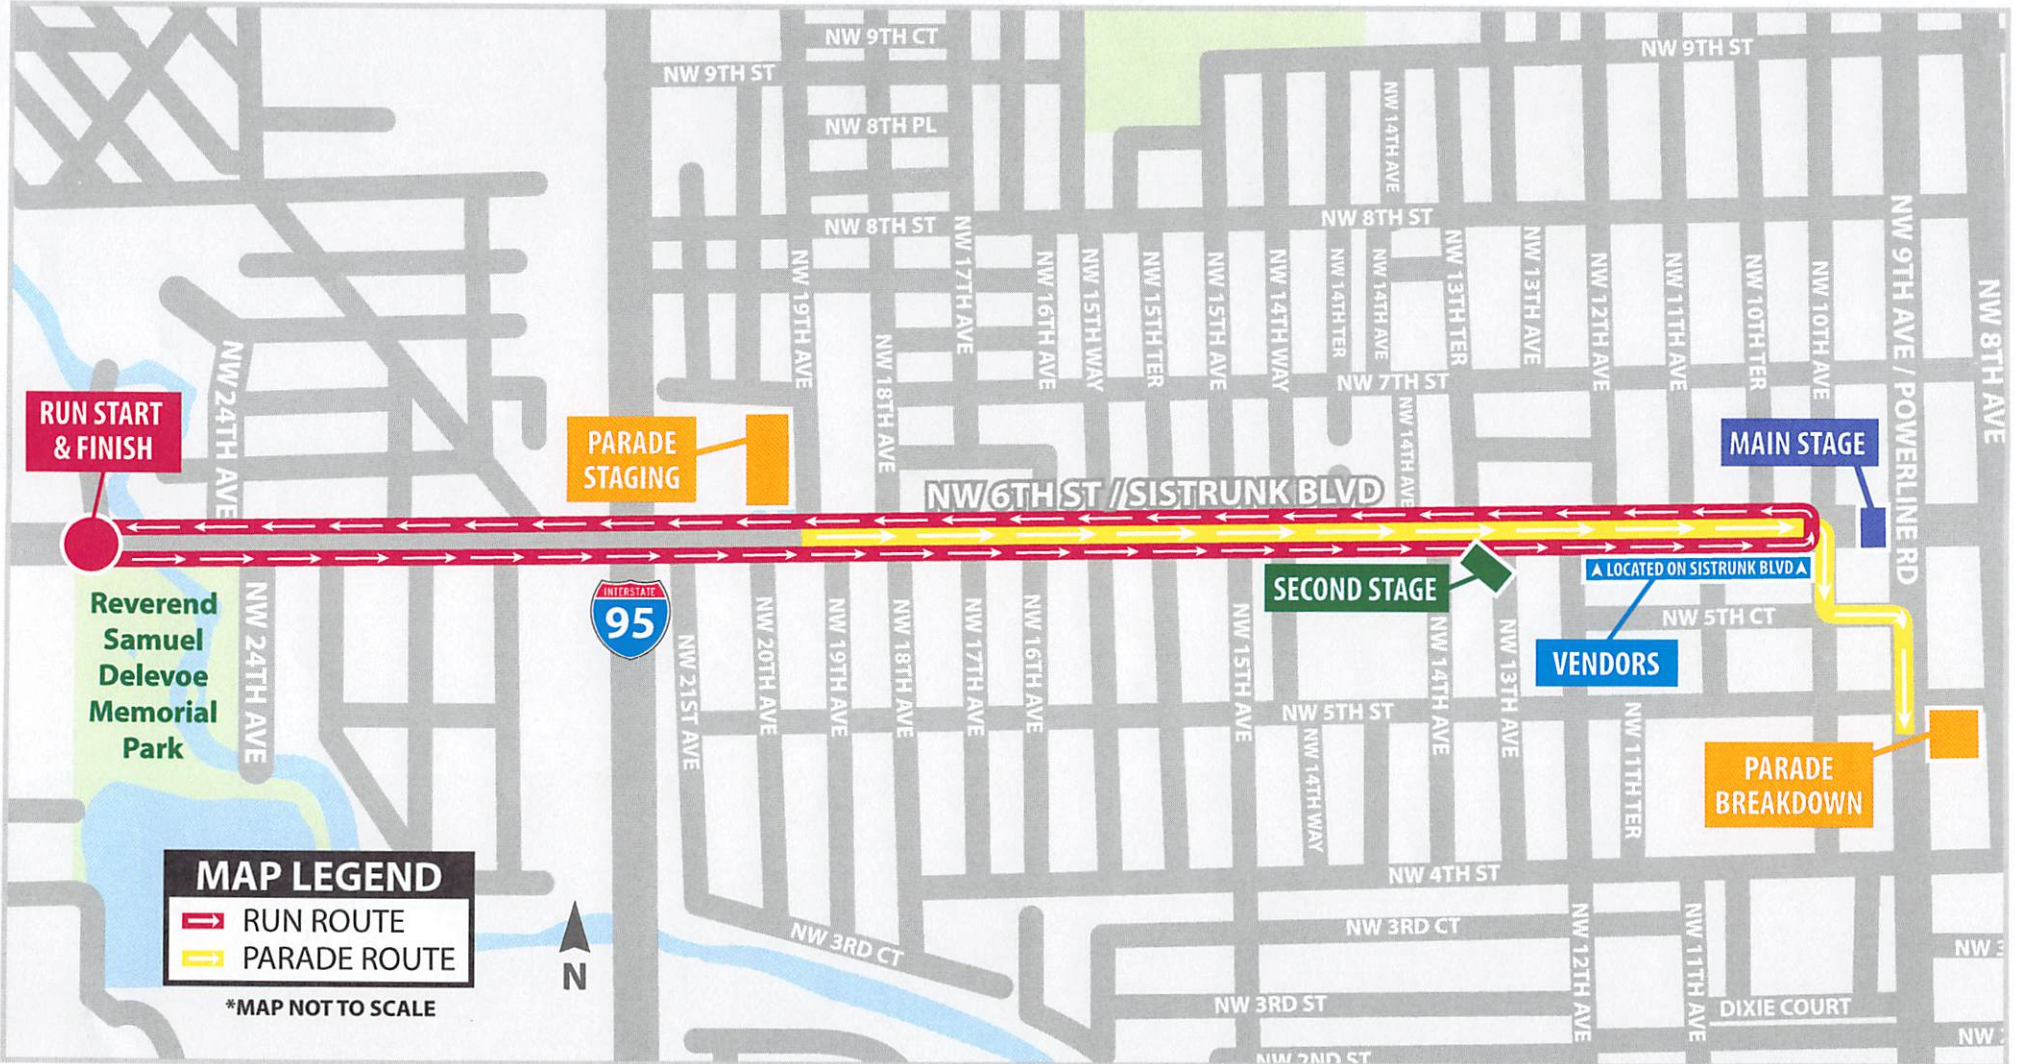 NW 9TH CT
NW 9TH ST
NW 9TH ST
NW 8TH PL
NW 14TH AVE
NW 8TH ST
NW 8TH ST
NW 19TH AVE
NW 18TH AVE
NW 17TH AVE
NW 16TH AVE
NW 15TH WAY
NW 15TH TER
NW 15TH AVE
NW 14TH WAY
NW 14TH TER
NW 14TH AVE
NW 13TH TER
NW 13TH AVE
NW 12TH AVE
NW 11TH AVE
NW 10TH TER
NW 10TH AVE
NW 9TH AVE / POWERLINE RD
NW 8TH AVE
NW 7TH ST
NW 14TH AVE
NW 24TH AVE
RUN START
& FINISH
PARADE
STAGING
MAIN STAGE
NW 6TH ST / SISTRUNK BLVD
SECOND STAGE
LOCATED ON SISTRUNK BLVD
VENDORS
NW 5TH CT
INTERSTATE
95
Reverend
Samuel
Delevoe
Memorial
Park
NW 24TH AVE
NW 21ST AVE
NW 20TH AVE
NW 19TH AVE
NW 18TH AVE
NW 17TH AVE
NW 16TH AVE
NW 15TH AVE
NW 14TH AVE
NW 13TH AVE
NW 5TH ST
NW 14TH WAY
NW 11TH TER
PARADE
BREAKDOWN
NW 4TH ST
NW 3RD CT
NW 3RD CT
NW 12TH AVE
NW 11TH AVE
NW 3
NW 3RD ST
DIXIE COURT
NW
NW 2ND ST
MAP LEGEND
RUN ROUTE
PARADE ROUTE
*MAP NOT TO SCALE
N